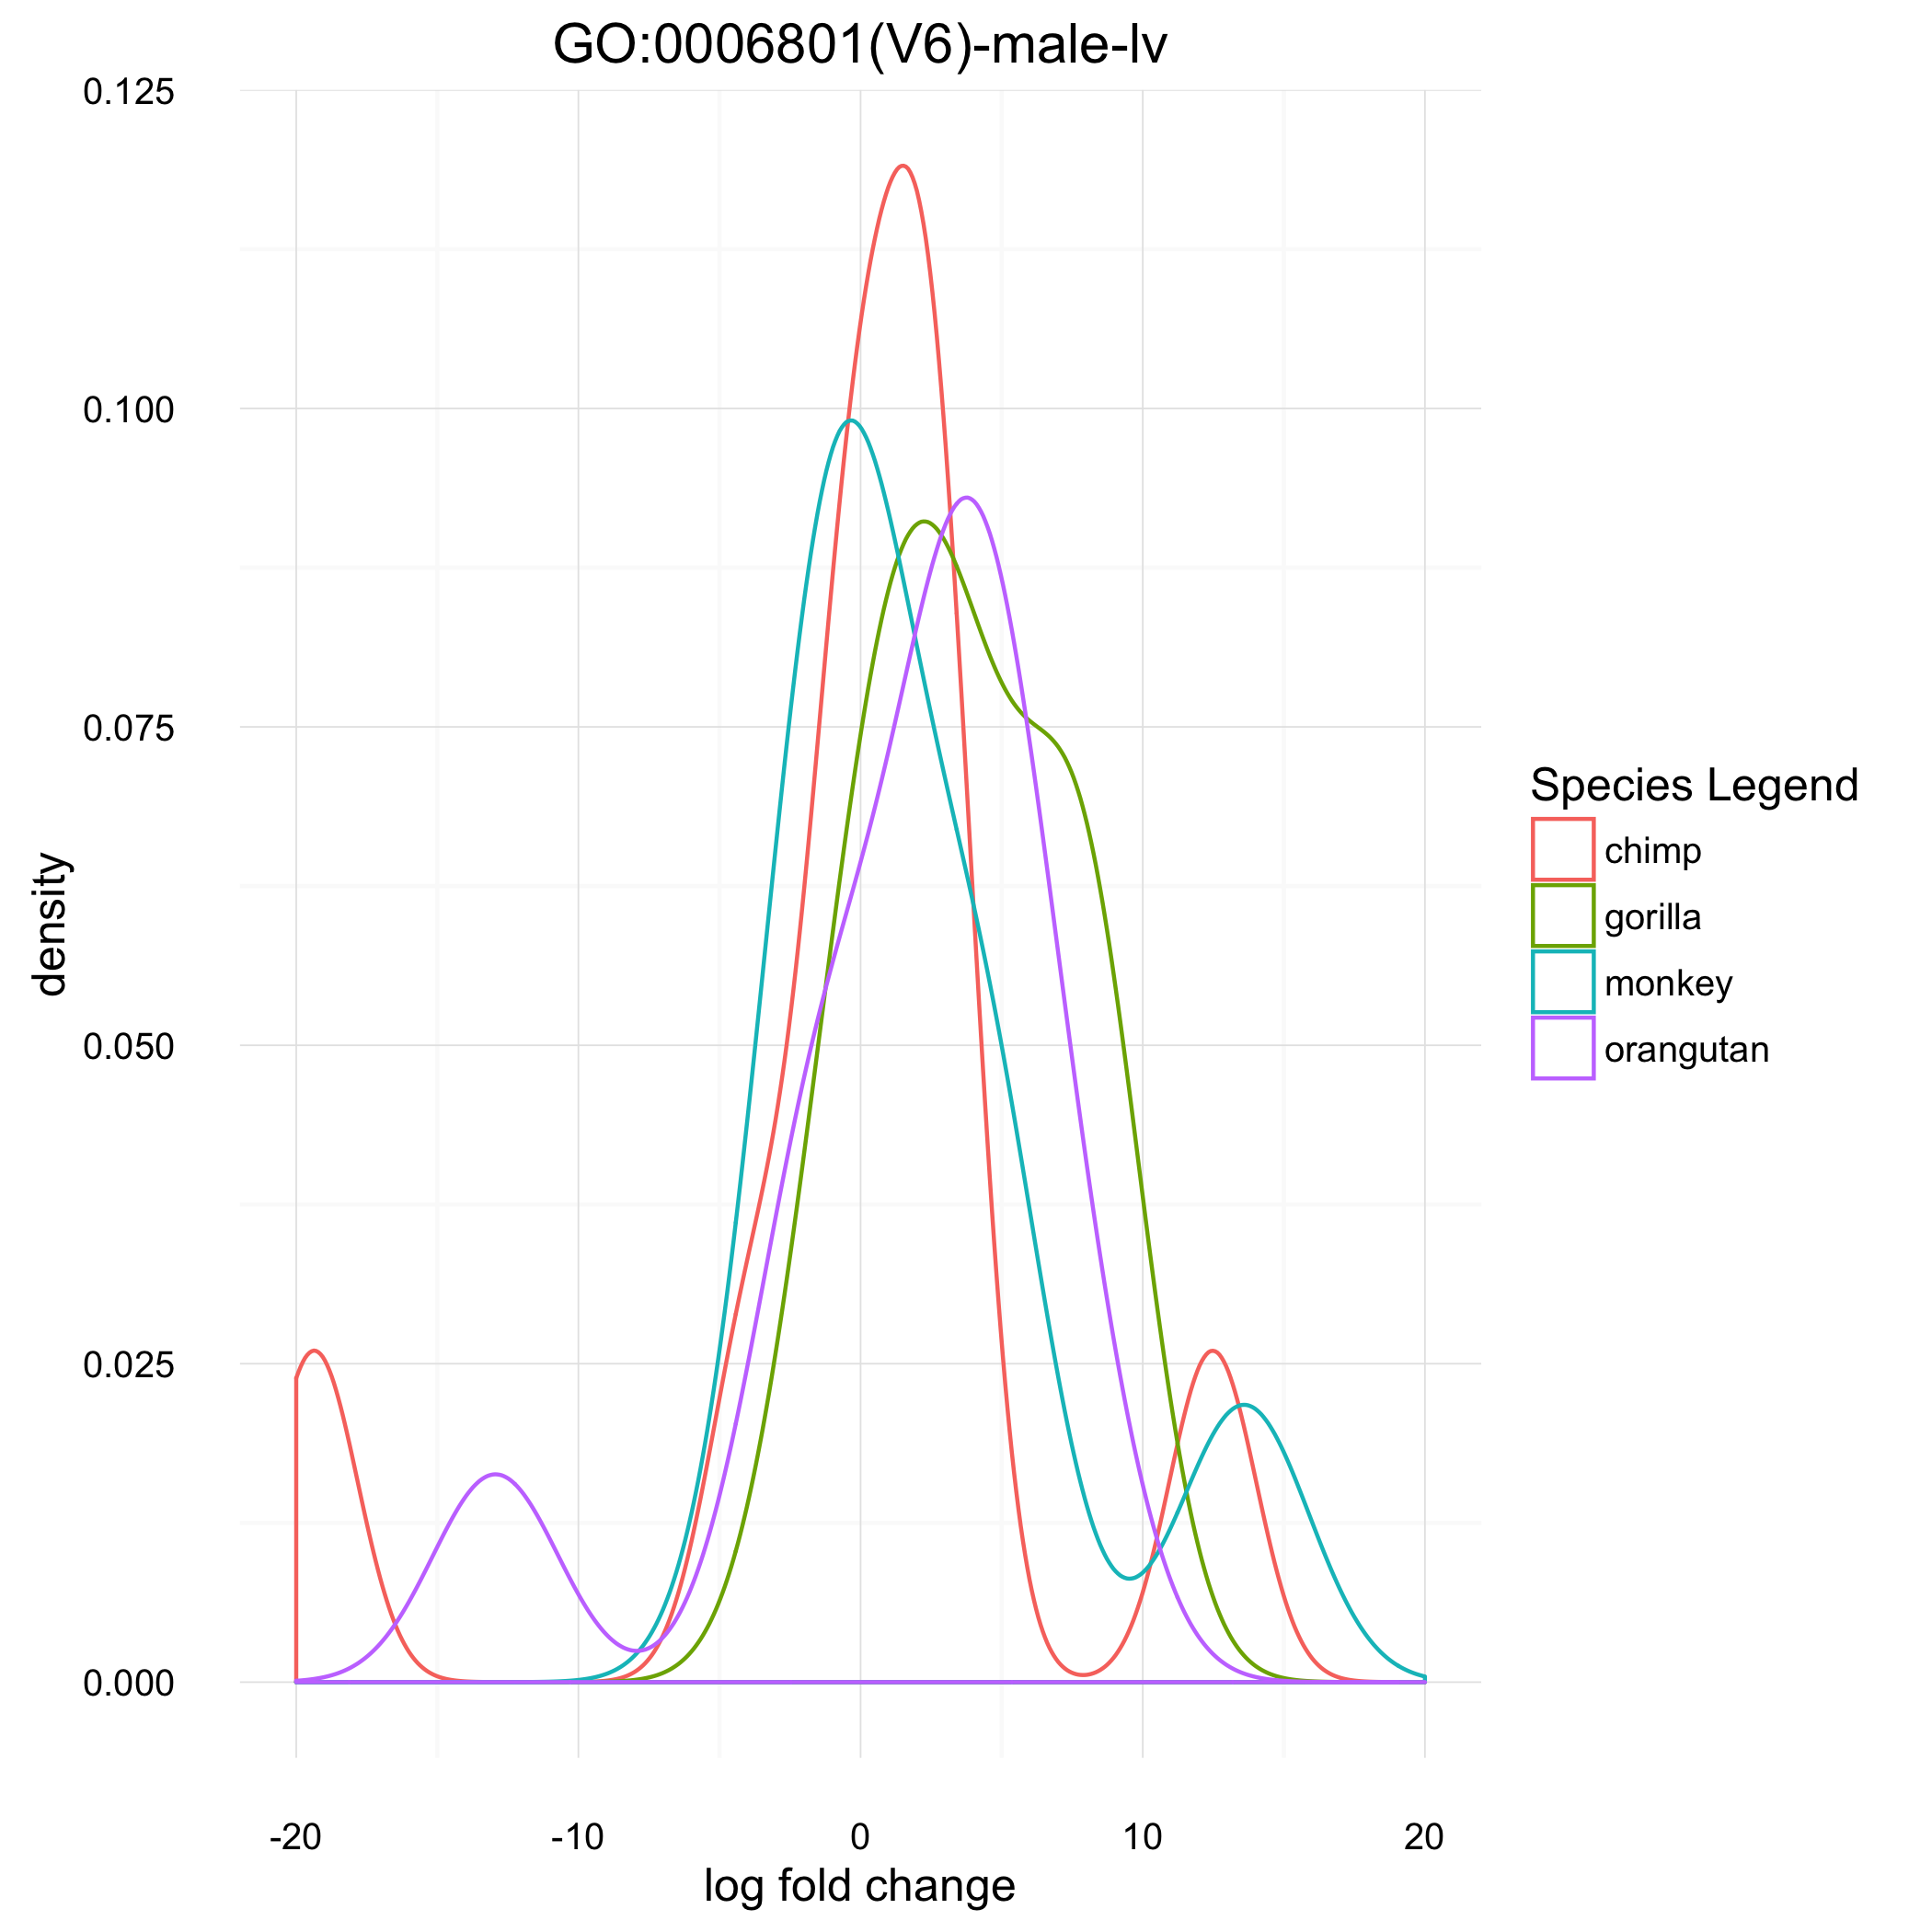 GO:0006801(V6)-male-lv
0.125
0.100
0.075
0.050
0.025
0.000
density
-20
-10
0
10
20
log fold change
Species Legend
chimp
gorilla
monkey
orangutan